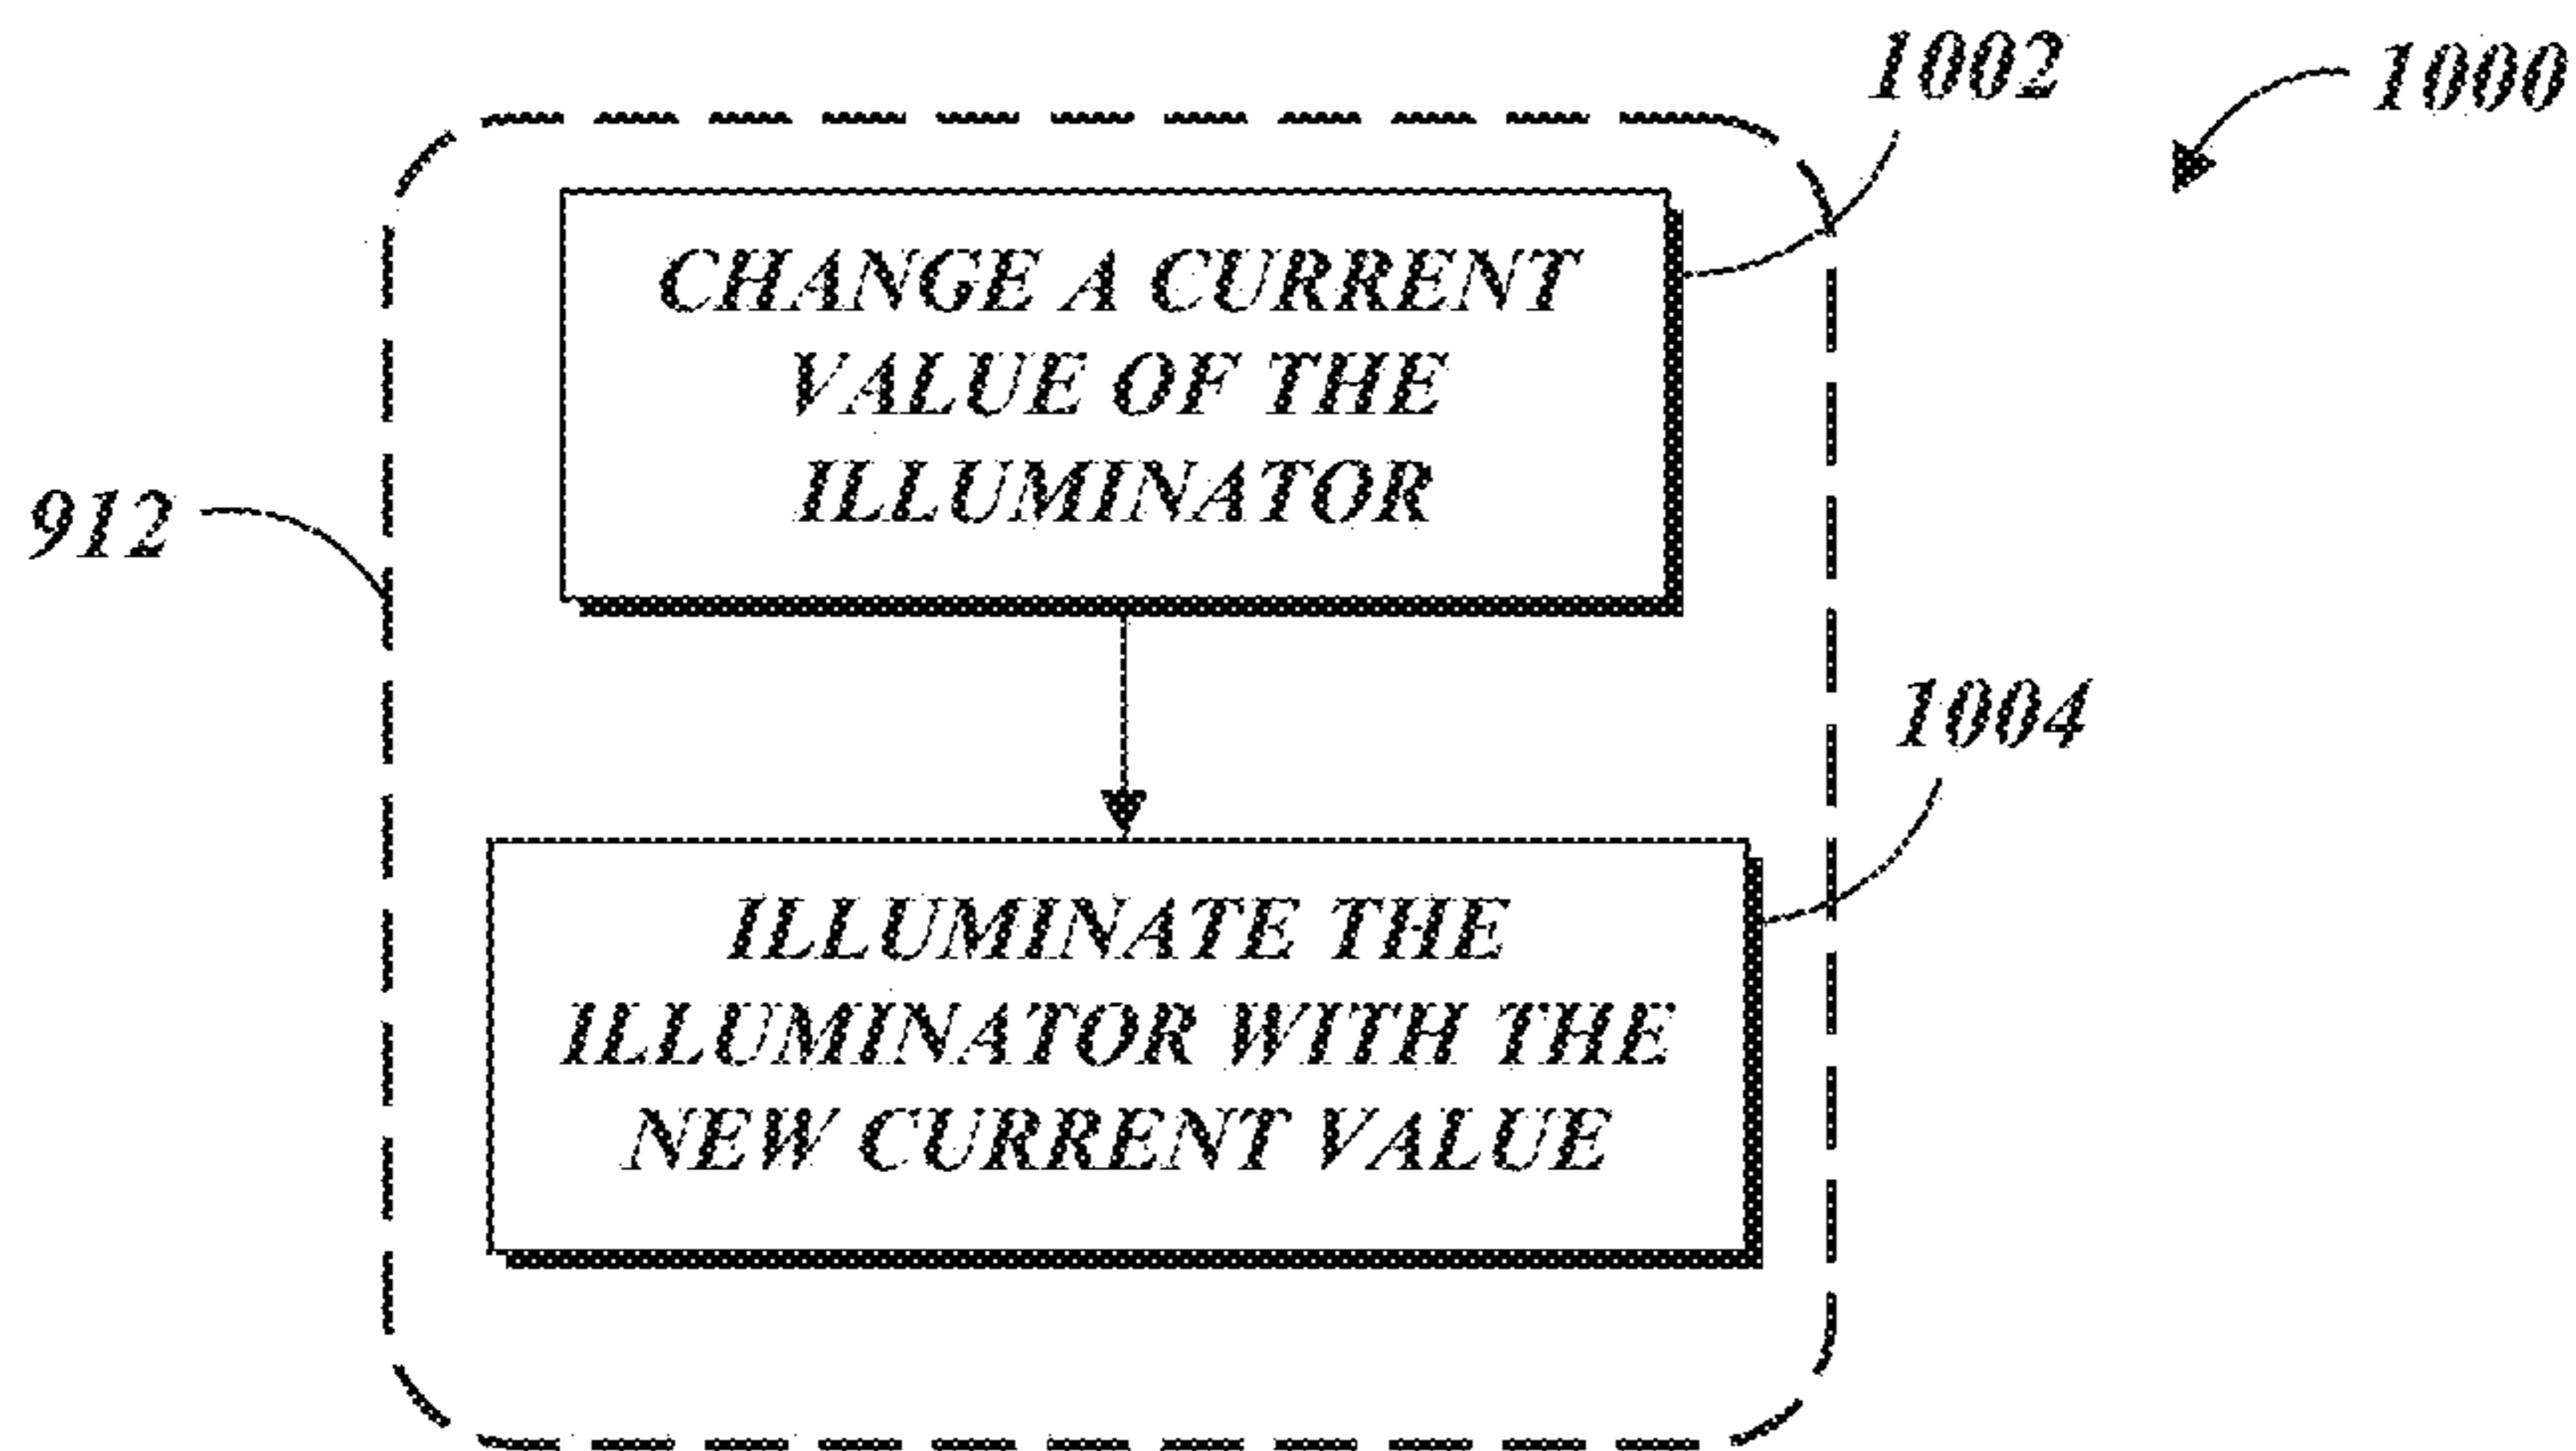 1002
1000
CHANGE A CURRENT
VALUE OF THE
ILLUMINATOR
912
1004
ILLUMINATE THE
ILLUMINATOR WITH THE
NEW CURRENT VALUE